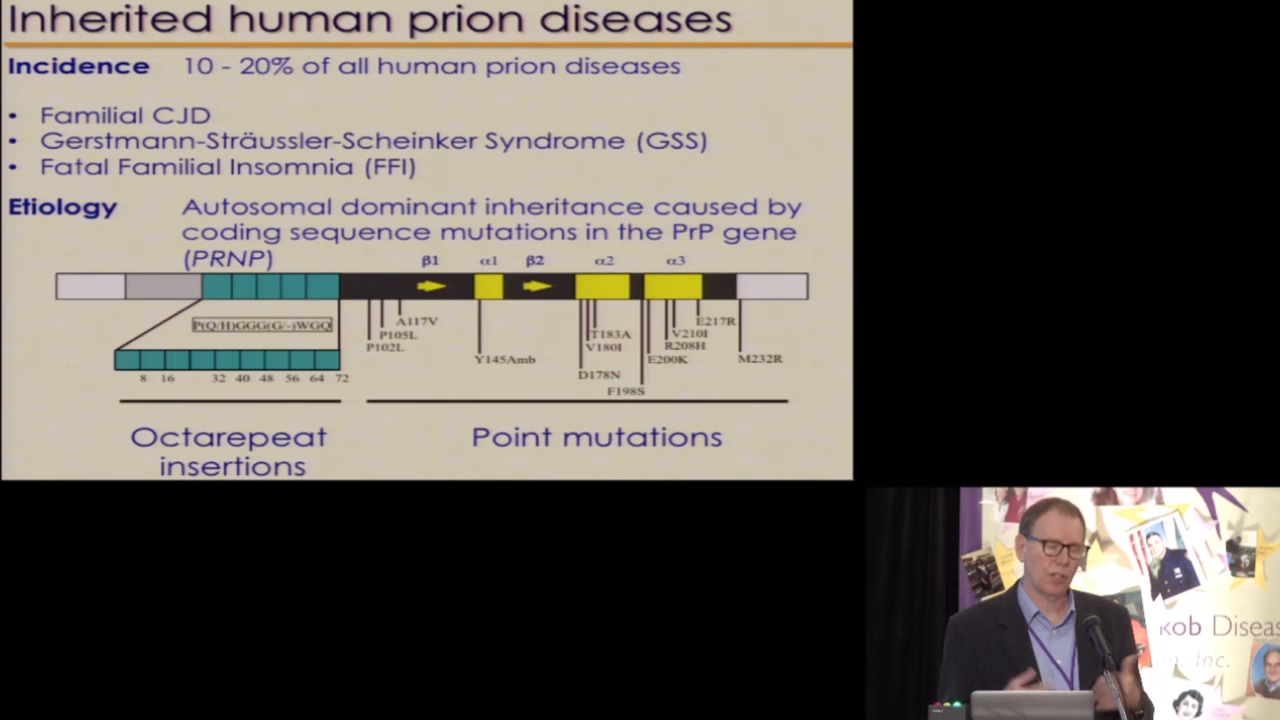 Inherited human prion diseases
Incidence 10 - 20% of all human prion diseases
• Familial CJD
• Gerstmann-Sträussler-Scheinker Syndrome (GSS)
• Fatal Familial Insomnia (FFI)
Etiology Autosomal dominant inheritance caused by
coding sequence mutations in the PrP gene
(PRNP)
β1 α1 β2 α2 α3
P(Q/H)GGG(G/-)WGQ
A117V
P105L
P102L
Y145Amb
T183A
V180I
D178N
F198S
E217R
V210I
R208H
E200K
M232R
8 16 32 40 48 56 64 72
Octarepeat
insertions
Point mutations
kob Diseas
Inc.